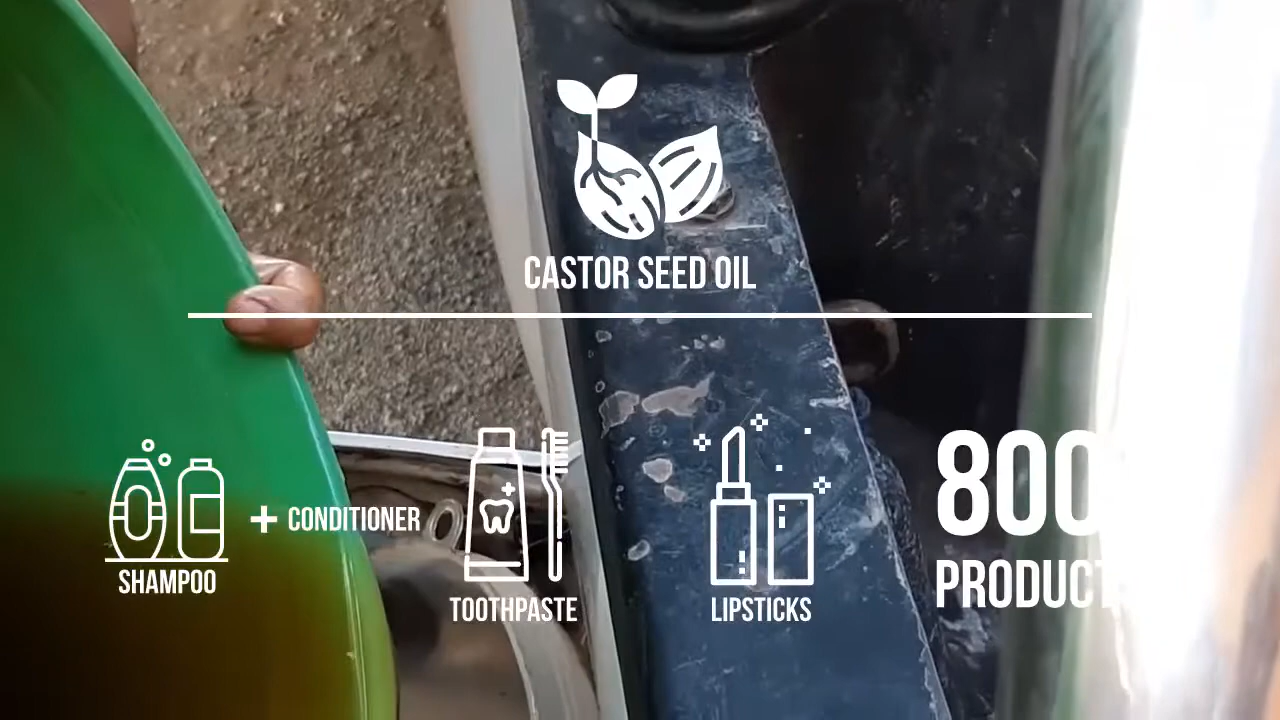 CASTOR SEED OIL
SHAMPOO
+ CONDITIONER
TOOTHPASTE
LIPSTICKS
800